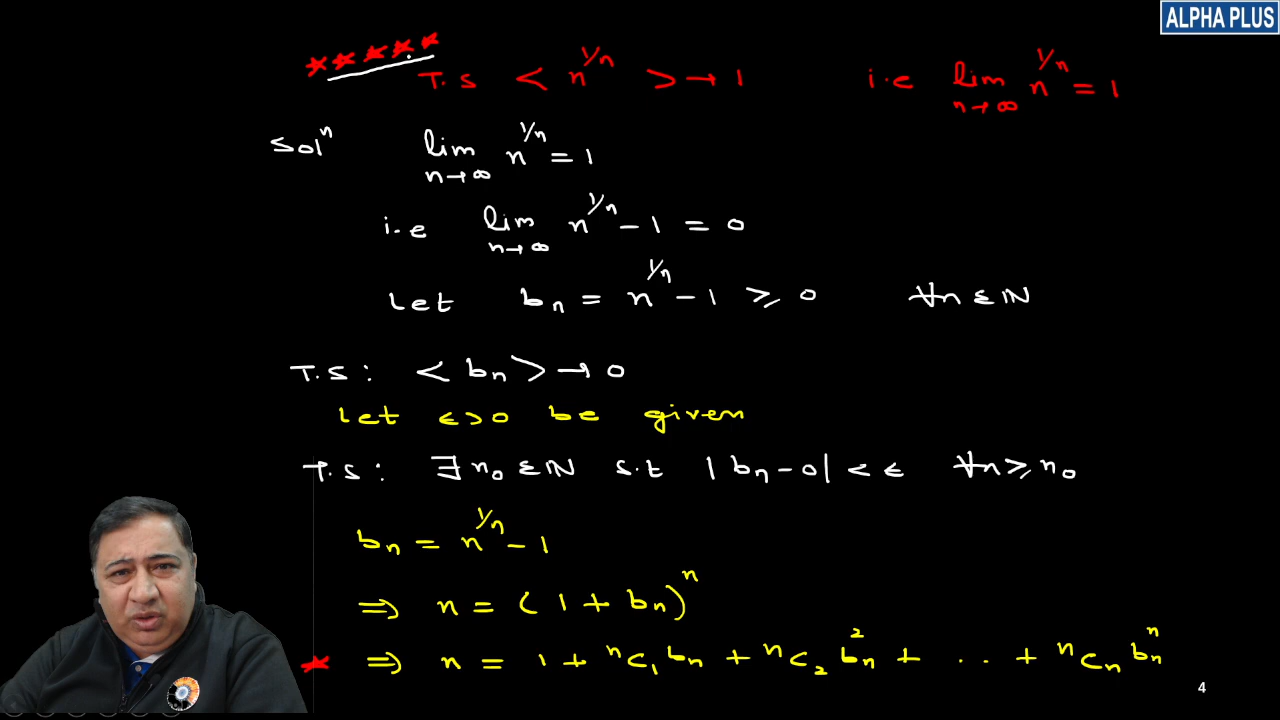 ALPHA PLUS
T.S < n^{1/n} > → 1 i.e lim_{n→∞} n^{1/n} = 1
Sol^n lim_{n→∞} n^{1/n} = 1
i.e lim_{n→∞} n^{1/n} - 1 = 0
Let b_n = n^{1/n} - 1 ≥ 0 ∀n ∈ ℕ
T.S : < b_n > → 0
Let ε > 0 be given
T.S : ∃ n_0 ∈ ℕ s.t | b_n - 0 | < ε ∀n ≥ n_0
b_n = n^{1/n} - 1
⇒ n = ( 1 + b_n )^n
⇒ n = 1 + ^nC_1 b_n + ^nC_2 b_n^2 + .. + ^nC_n b_n^n
4